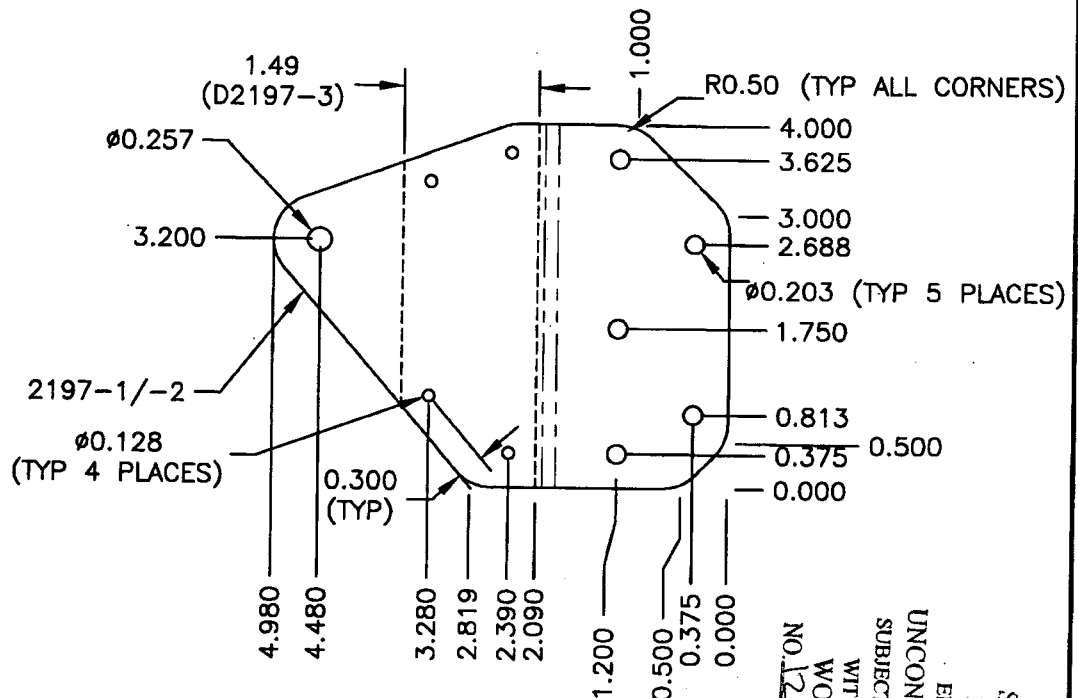 1.49
(D2197-3)
1.000
R0.50 (TYP ALL CORNERS)
4.000
ø0.257
3.625
3.200
3.000
2.688
ø0.203 (TYP 5 PLACES)
1.750
2197-1/-2
0.813
ø0.128
(TYP 4 PLACES)
0.500
0.375
0.300
(TYP)
0.000
4.980
4.480
3.280
2.819
2.390
2.090
1.200
0.500
0.375
0.000
UNCON
SUBJECT
WIT
WO
NO. 12